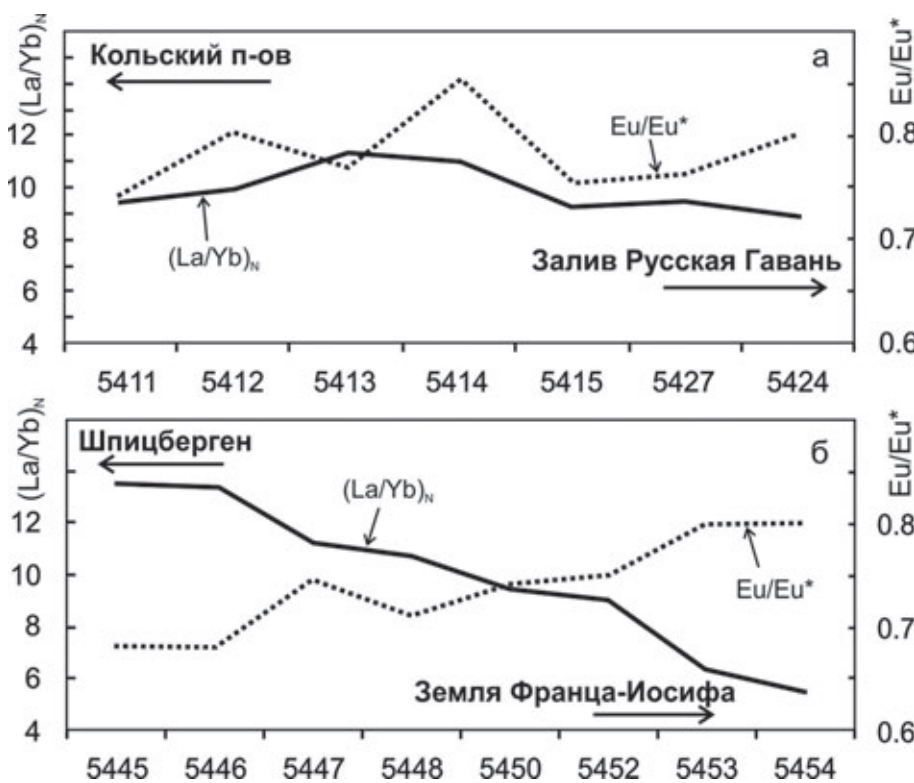 (La/Yb)N
Eu/Eu*
Кольский п-ов
а
12
10
8
6
4
0.8
0.7
0.6
Eu/Eu*
(La/Yb)N
Залив Русская Гавань
5411 5412 5413 5414 5415 5427 5424
(La/Yb)N
Eu/Eu*
Шпицберген
б
12
10
8
6
4
0.8
0.7
0.6
(La/Yb)N
Eu/Eu*
Земля Франца-Иосифа
5445 5446 5447 5448 5450 5452 5453 5454